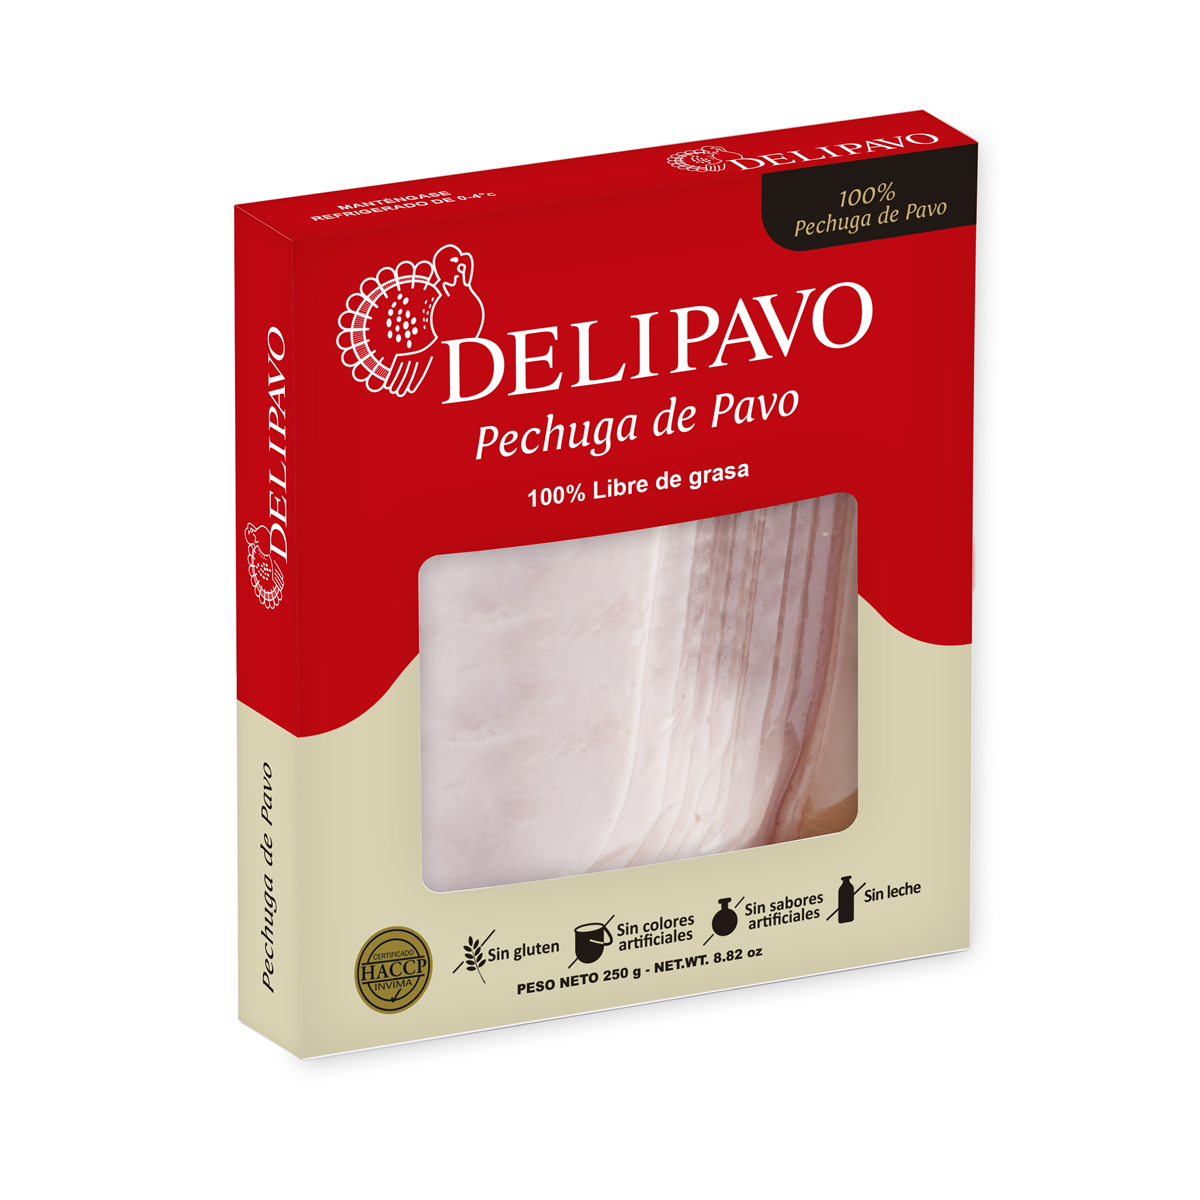 MANTÉNGASE
REFRIGERADO DE 0-4°c
DELIPAVO
100%
Pechuga de Pavo
DELIPAVO
Pechuga de Pavo
100% Libre de grasa
DELIPAVO
Pechuga de Pavo
CERTIFICADO
HACCP
INVIMA
Sin gluten
Sin colores
artificiales
Sin sabores
artificiales
Sin leche
PESO NETO 250 g - NET.WT. 8.82 oz